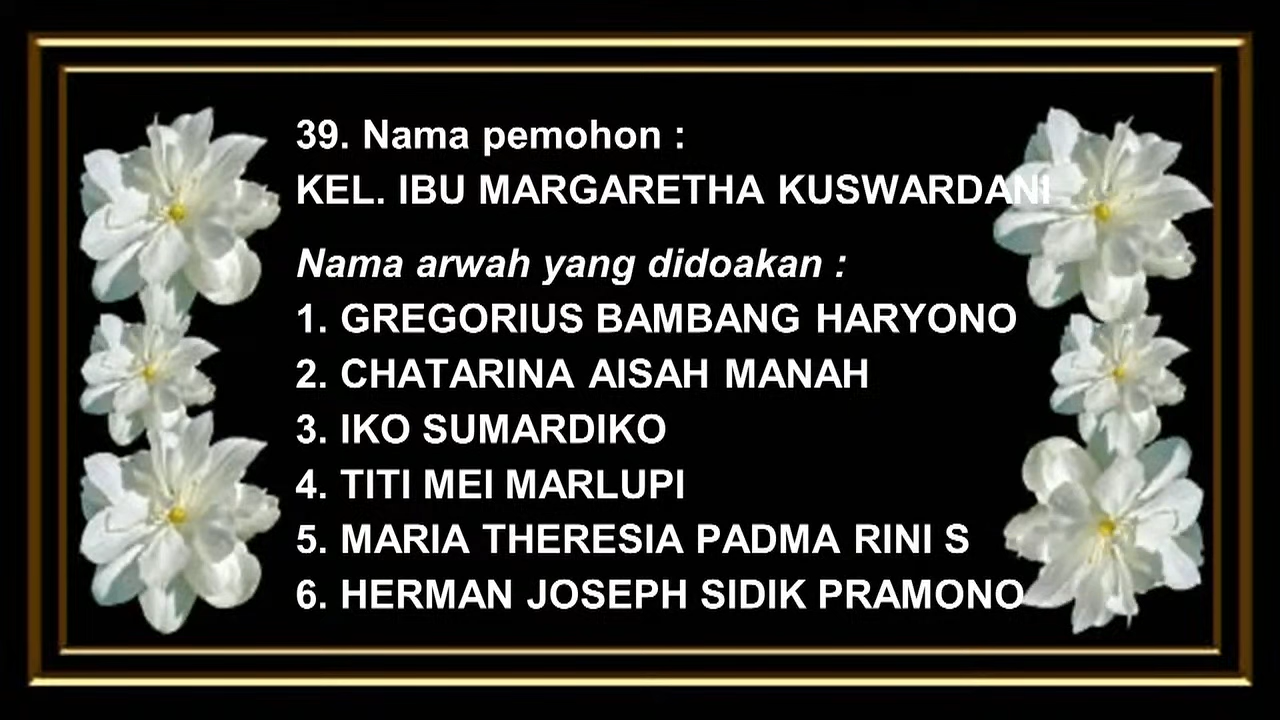 39. Nama pemohon :
KEL. IBU MARGARETHA KUSWARDANI
Nama arwah yang didoakan :
1. GREGORIUS BAMBANG HARYONO
2. CHATARINA AISAH MANAH
3. IKO SUMARDIKO
4. TITI MEI MARLUPI
5. MARIA THERESIA PADMA RINI S
6. HERMAN JOSEPH SIDIK PRAMONO